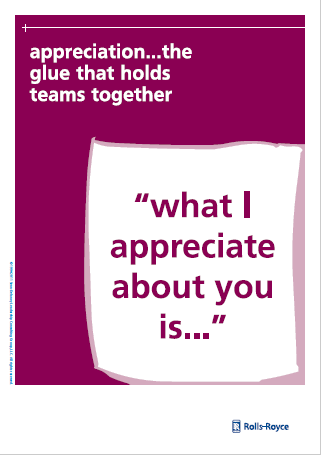 appreciation...the
glue that holds
teams together
“what I
appreciate
about you
is...”
Rolls-Royce